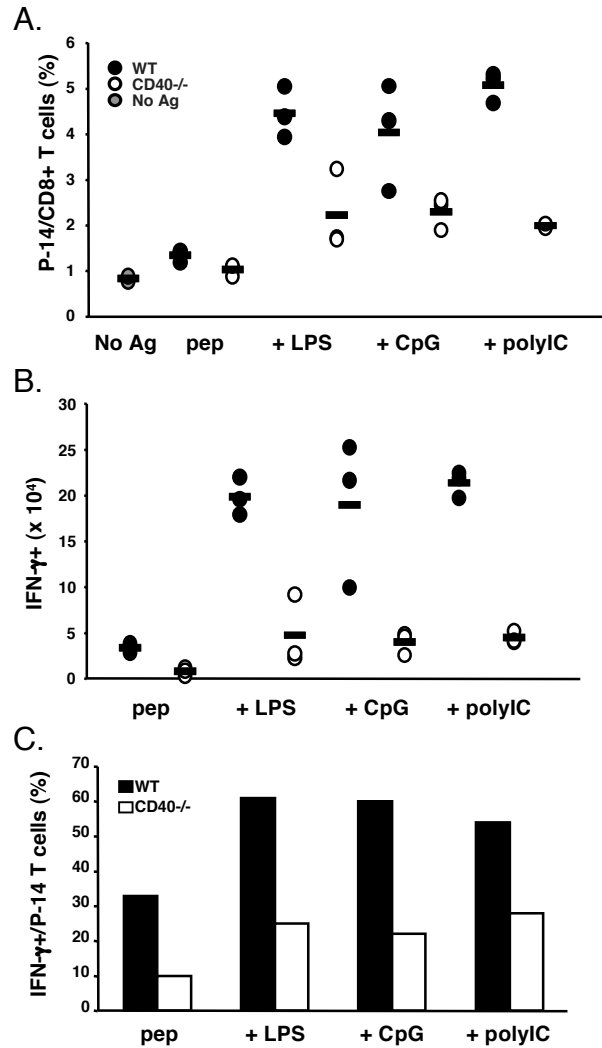 A.
P-14/CD8+ T cells (%)
6
5
4
3
2
1
0
WT
CD40-/-
No Ag
No Ag pep + LPS + CpG + polyIC
B.
IFN-γ+ (x 10⁴)
30
25
20
15
10
5
0
pep + LPS + CpG + polyIC
C.
IFN-γ+/P-14 T cells (%)
70
60
50
40
30
20
10
0
WT
CD40-/-
pep + LPS + CpG + polyIC